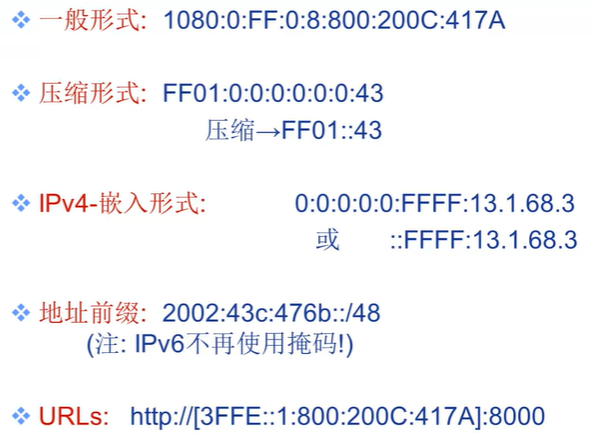 一般形式: 1080:0:FF:0:8:800:200C:417A
压缩形式: FF01:0:0:0:0:0:0:43
压缩→FF01::43
IPv4-嵌入形式: 0:0:0:0:0:FFFF:13.1.68.3
或 ::FFFF:13.1.68.3
地址前缀: 2002:43c:476b::/48
(注: IPv6不再使用掩码!)
URLs: http://[3FFE::1:800:200C:417A]:8000